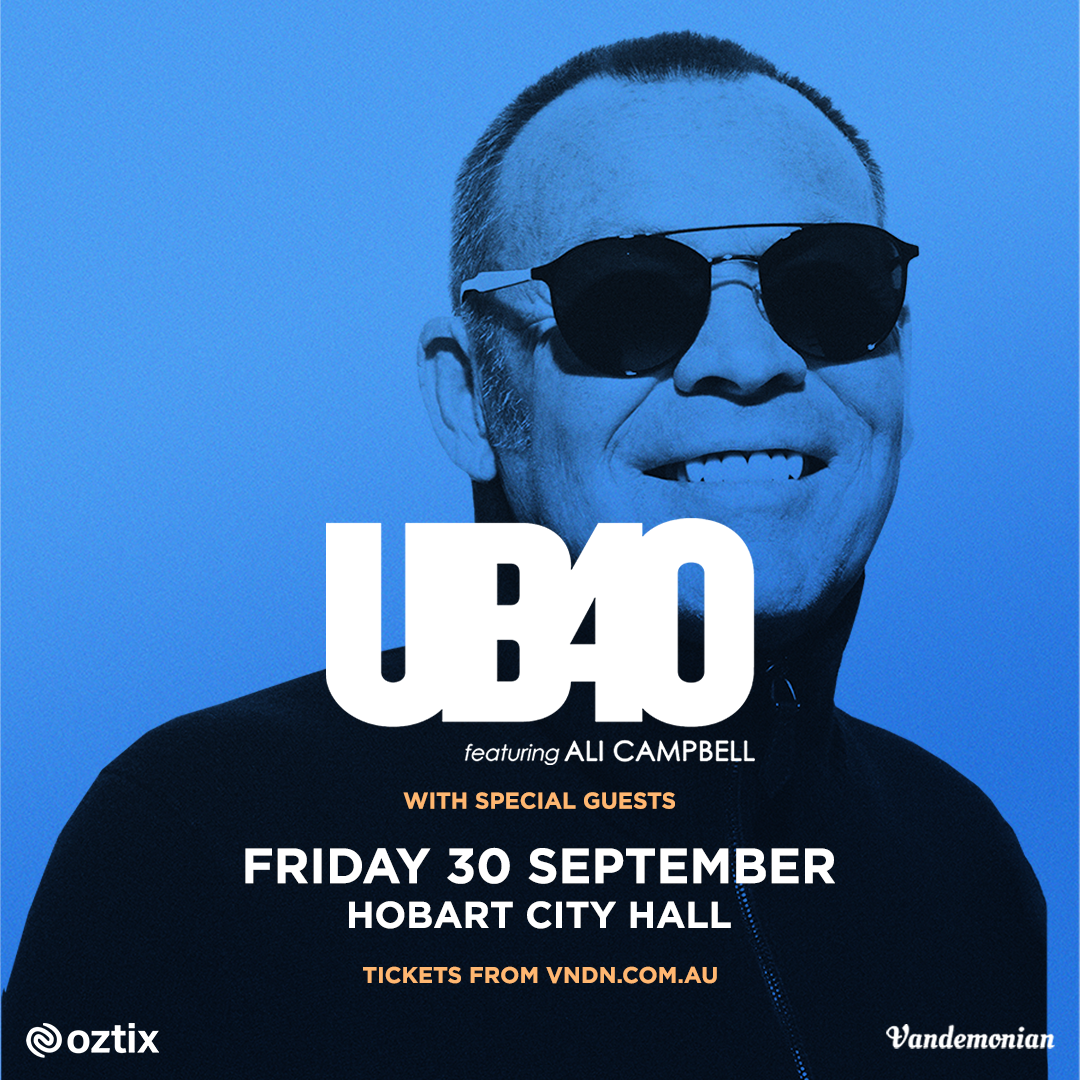 UB40
featuring ALI CAMPBELL
WITH SPECIAL GUESTS
FRIDAY 30 SEPTEMBER
HOBART CITY HALL
TICKETS FROM VNDN.COM.AU
oztix
Vandemonian